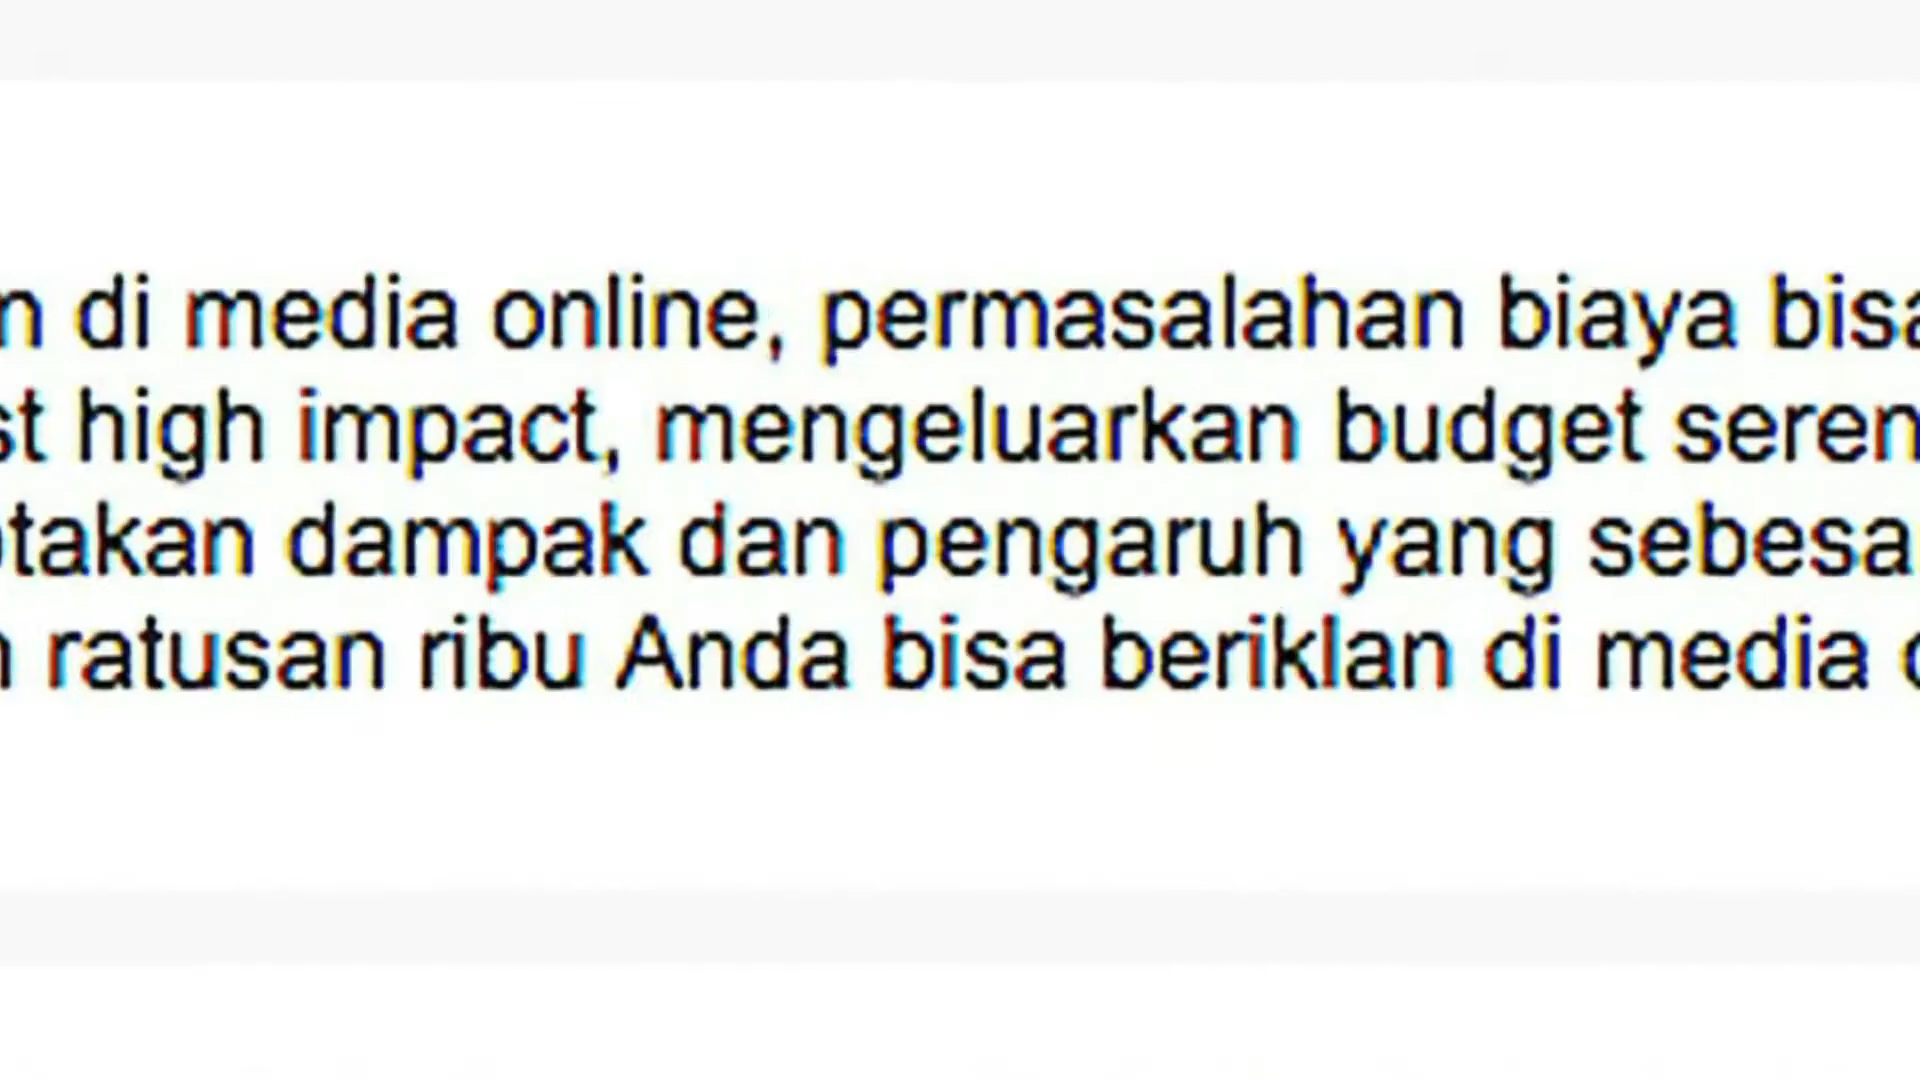 n di media online, permasalahan biaya bisa
st high impact, mengeluarkan budget seren
takan dampak dan pengaruh yang sebesa
ratusan ribu Anda bisa beriklan di media